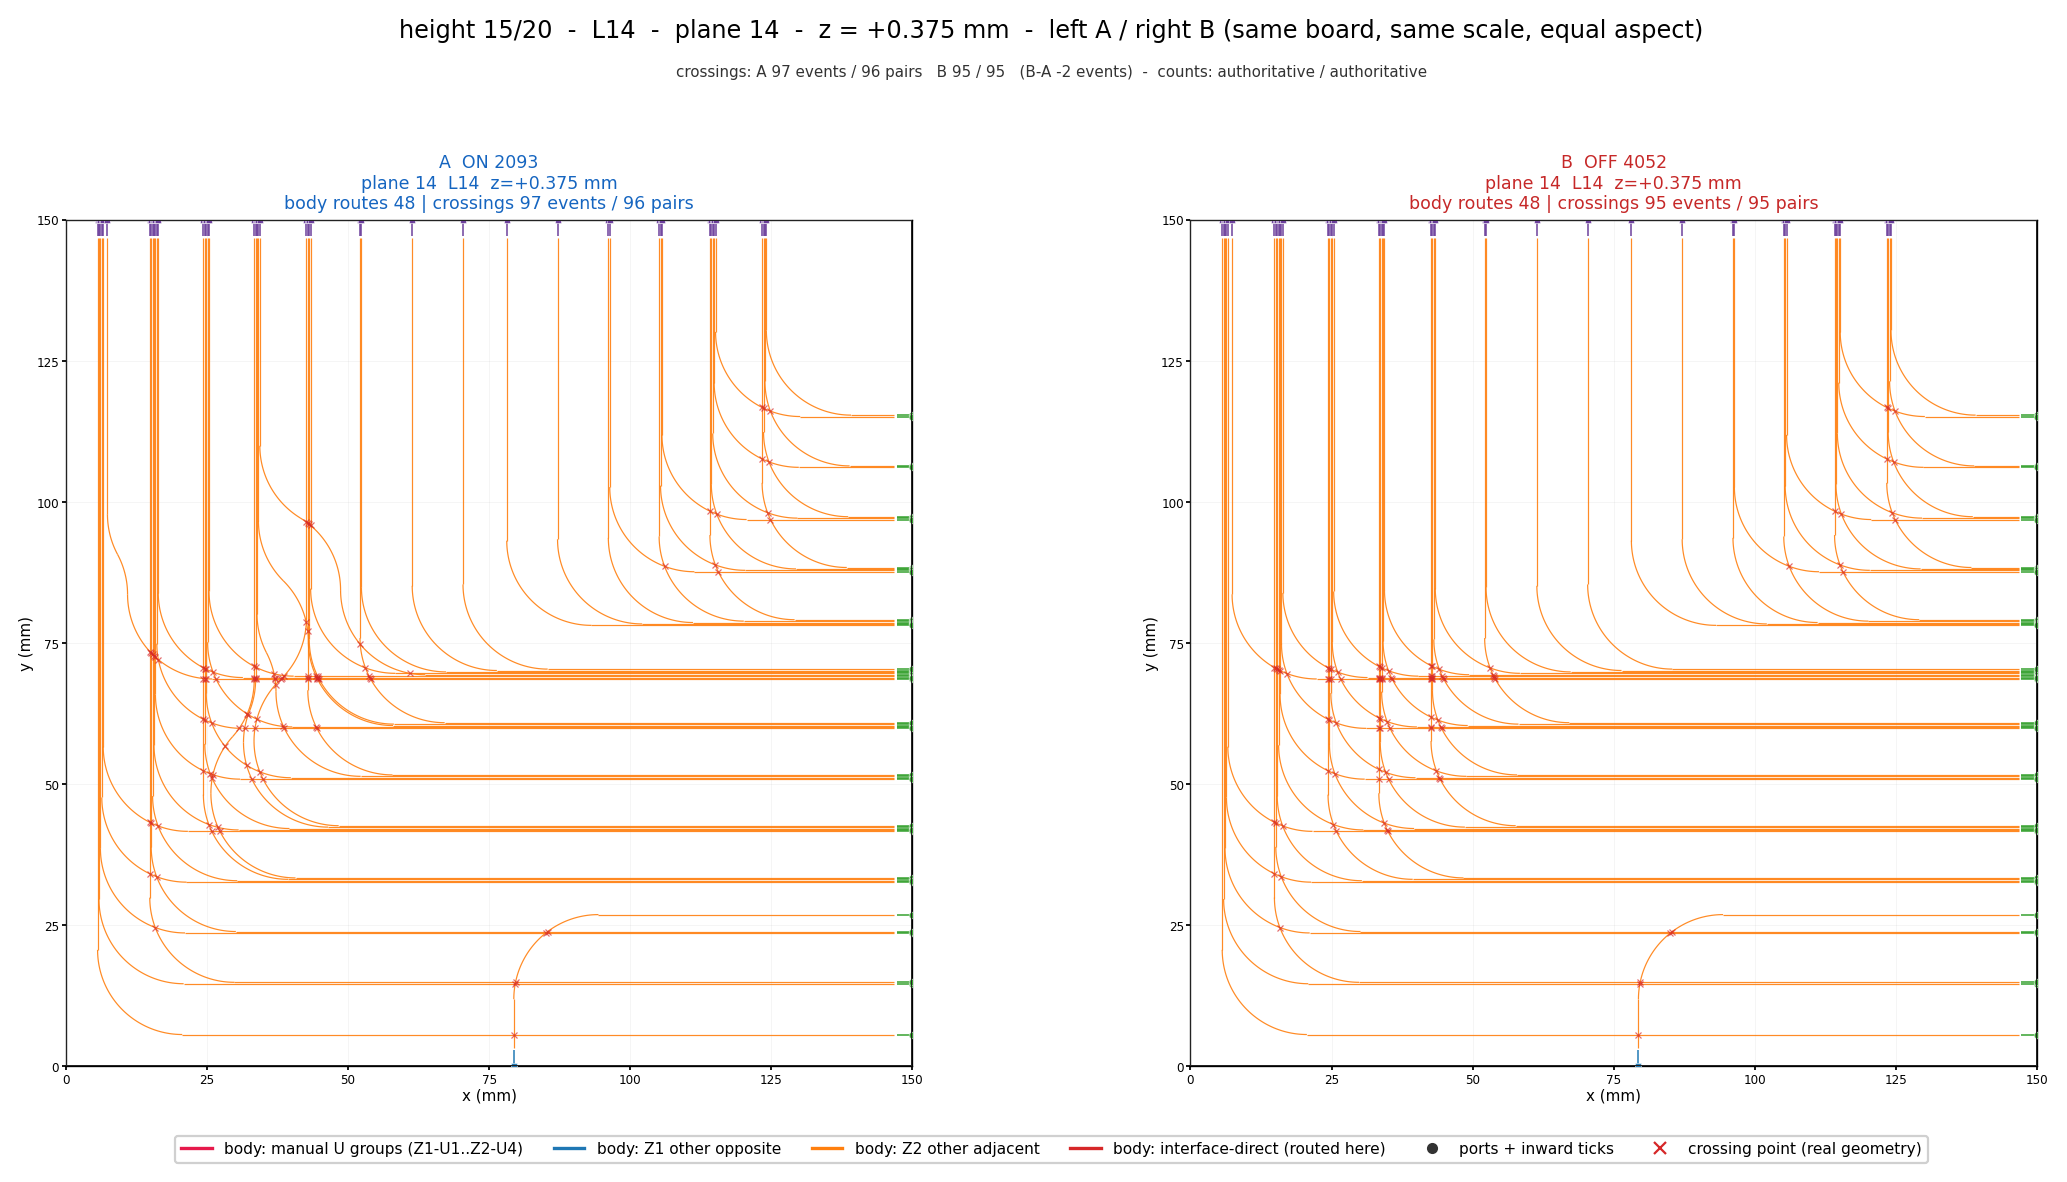 height 15/20 - L14 - plane 14 - z = +0.375 mm - left A / right B (same board, same scale, equal aspect)
crossings: A 97 events / 96 pairs B 95 / 95 (B-A -2 events) - counts: authoritative / authoritative
A ON 2093
plane 14 L14 z=+0.375 mm
body routes 48 | crossings 97 events / 96 pairs
150
125
100
75
50
25
0
y (mm)
0 25 50 75 100 125 150
x (mm)
B OFF 4052
plane 14 L14 z=+0.375 mm
body routes 48 | crossings 95 events / 95 pairs
150
125
100
75
50
25
0
y (mm)
0 25 50 75 100 125 150
x (mm)
body: manual U groups (Z1-U1..Z2-U4) body: Z1 other opposite body: Z2 other adjacent body: interface-direct (routed here) ports + inward ticks crossing point (real geometry)